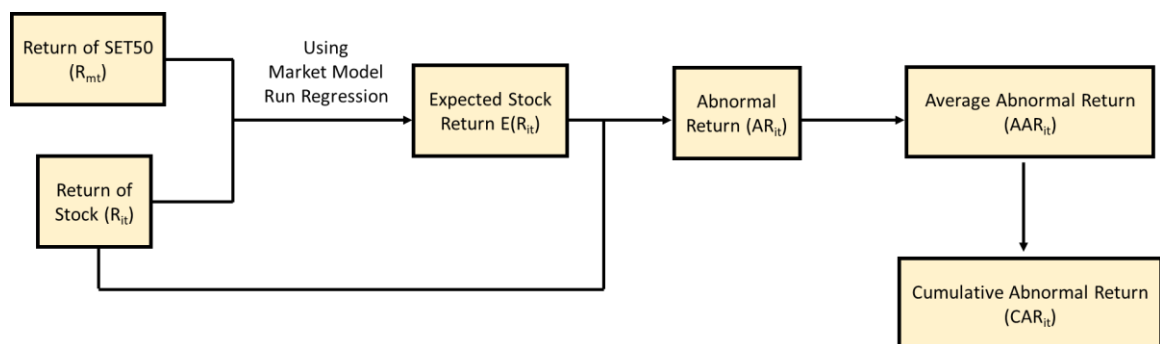 Return of SET50
(Rmt)
Using
Market Model
Run Regression
Expected Stock
Return E(Rit)
Abnormal
Return (ARit)
Average Abnormal Return
(AARit)
Return of
Stock (Rit)
Cumulative Abnormal Return
(CARit)